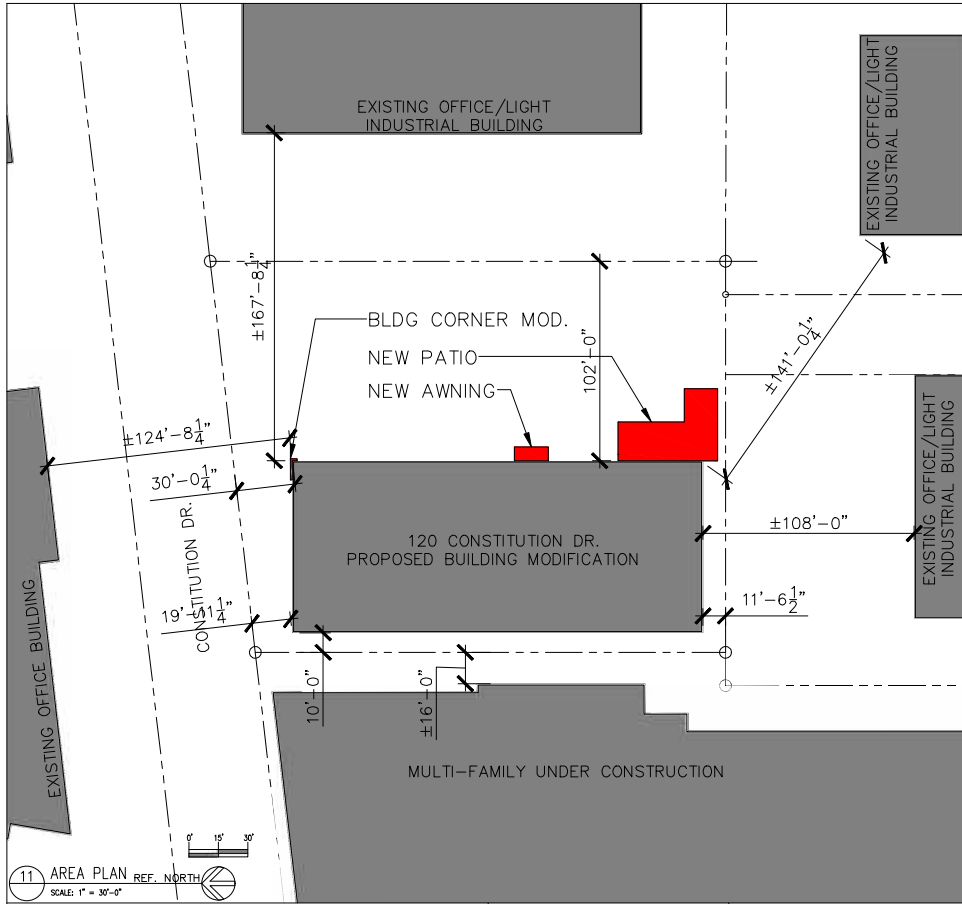 EXISTING OFFICE/LIGHT
INDUSTRIAL BUILDING
EXISTING OFFICE/LIGHT
INDUSTRIAL BUILDING
±167'-8 1/4"
BLDG CORNER MOD.
NEW PATIO
NEW AWNING
102'-0"
±141'-0 1/4"
±124'-8 1/4"
30'-0 1/4"
CONSTITUTION DR.
120 CONSTITUTION DR.
PROPOSED BUILDING MODIFICATION
±108'-0"
EXISTING OFFICE/LIGHT
INDUSTRIAL BUILDING
19'-11 1/4"
11'-6 1/2"
EXISTING OFFICE BUILDING
10'-0"
±16'-0"
MULTI-FAMILY UNDER CONSTRUCTION
0' 15' 30'
11 AREA PLAN REF. NORTH
SCALE: 1" = 30'-0"